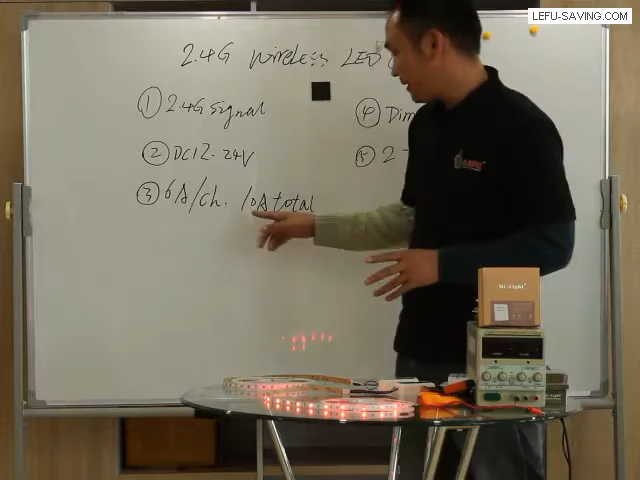 LEFU-SAVING.COM
2.4G Wireless LED
① 2.4G signal
② DC12-24V
③ 6A/ch. 10A total
④ Dim
⑤ 2
Mi·Light